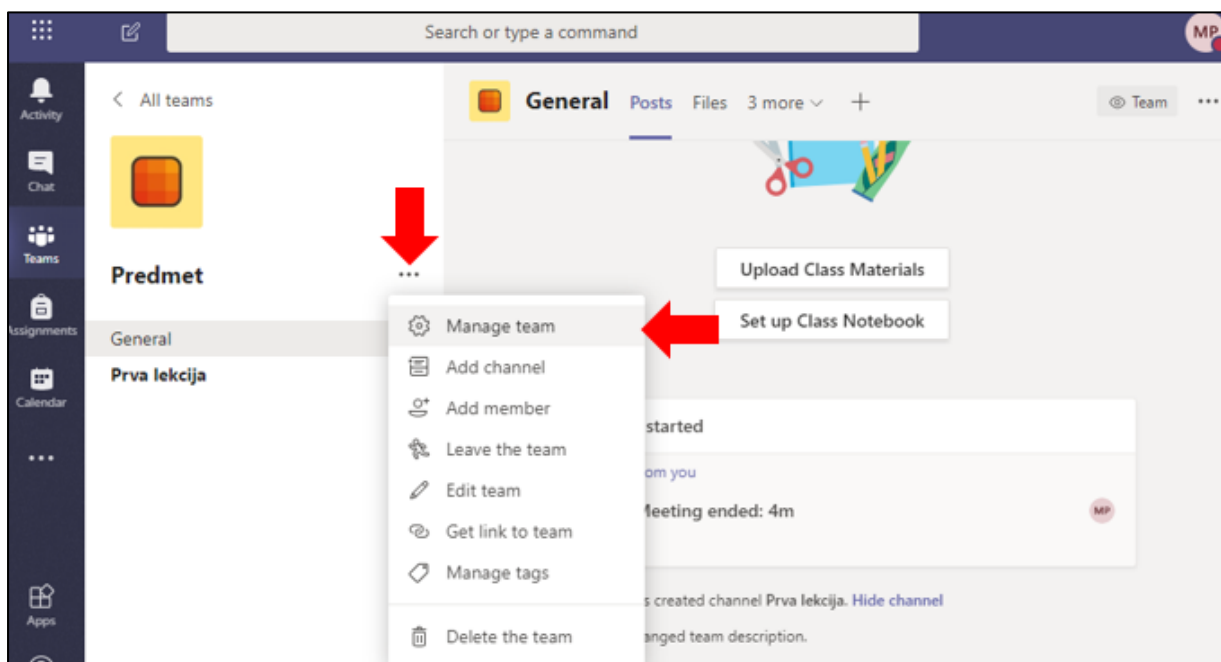 Search or type a command
MP
Activity
Chat
Teams
Assignments
Calendar
Apps
All teams
Predmet
General
Prva lekcija
Manage team
Add channel
Add member
Leave the team
Edit team
Get link to team
Manage tags
Delete the team
General Posts Files 3 more
Team
Upload Class Materials
Set up Class Notebook
started
om you
Meeting ended: 4m
MP
s created channel Prva lekcija. Hide channel
anged team description.